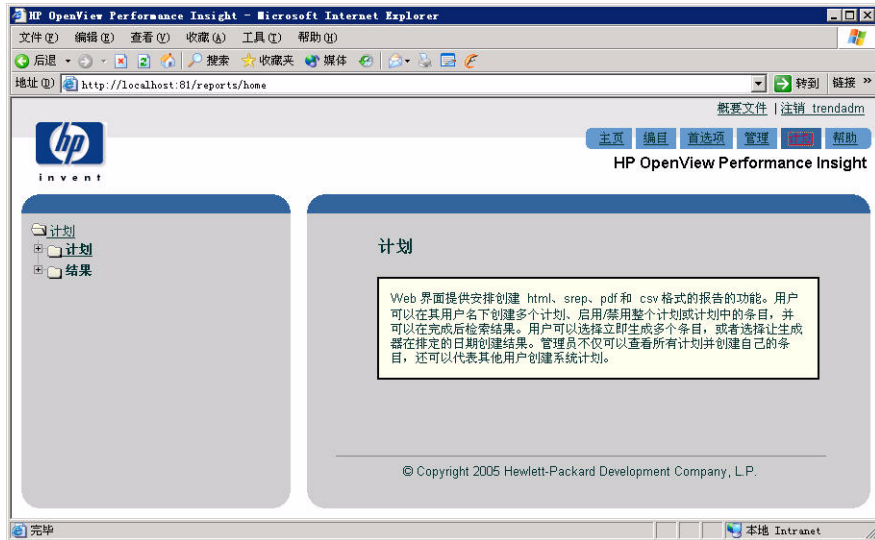 HP OpenView Performance Insight - Microsoft Internet Explorer
文件(F) 编辑(E) 查看(V) 收藏(A) 工具(T) 帮助(H)
后退 搜索 收藏夹 媒体
地址(D) http://localhost:81/reports/home 转到 链接 »
概要文件 | 注销 trendadm
主页 编目 首选项 管理 计划 帮助
hp
invent
HP OpenView Performance Insight
计划
计划
结果
计划
Web 界面提供安排创建 html、srep、pdf 和 csv 格式的报告的功能。用户
可以在其用户名下创建多个计划、启用/禁用整个计划或计划中的条目，并
可以在完成后检索结果。用户可以选择立即生成多个条目，或者选择让生成
器在排定的日期创建结果。管理员不仅可以查看所有计划并创建自己的条
目，还可以代表其他用户创建系统计划。
© Copyright 2005 Hewlett-Packard Development Company, L.P.
完毕 本地 Intranet